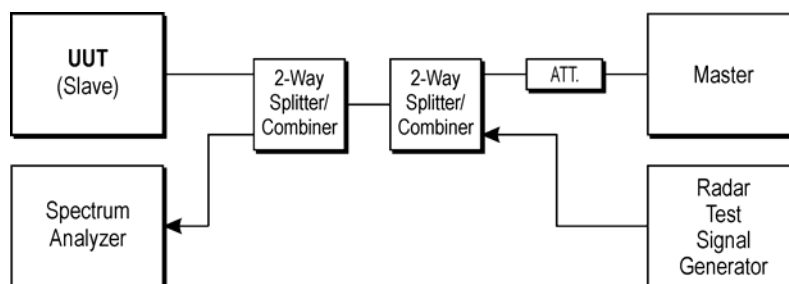 UUT
(Slave)
2-Way
Splitter/
Combiner
2-Way
Splitter/
Combiner
ATT.
Master
Spectrum
Analyzer
Radar
Test
Signal
Generator